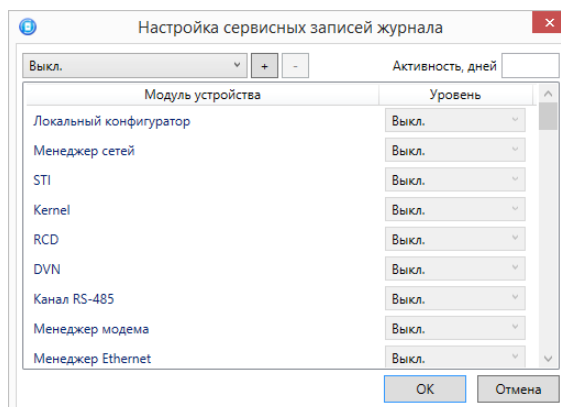 Настройка сервисных записей журнала
Выкл. + - Активность, дней
Модуль устройства Уровень
Локальный конфигуратор Выкл.
Менеджер сетей Выкл.
STI Выкл.
Kernel Выкл.
RCD Выкл.
DVN Выкл.
Канал RS-485 Выкл.
Менеджер модема Выкл.
Менеджер Ethernet Выкл.
OK Отмена